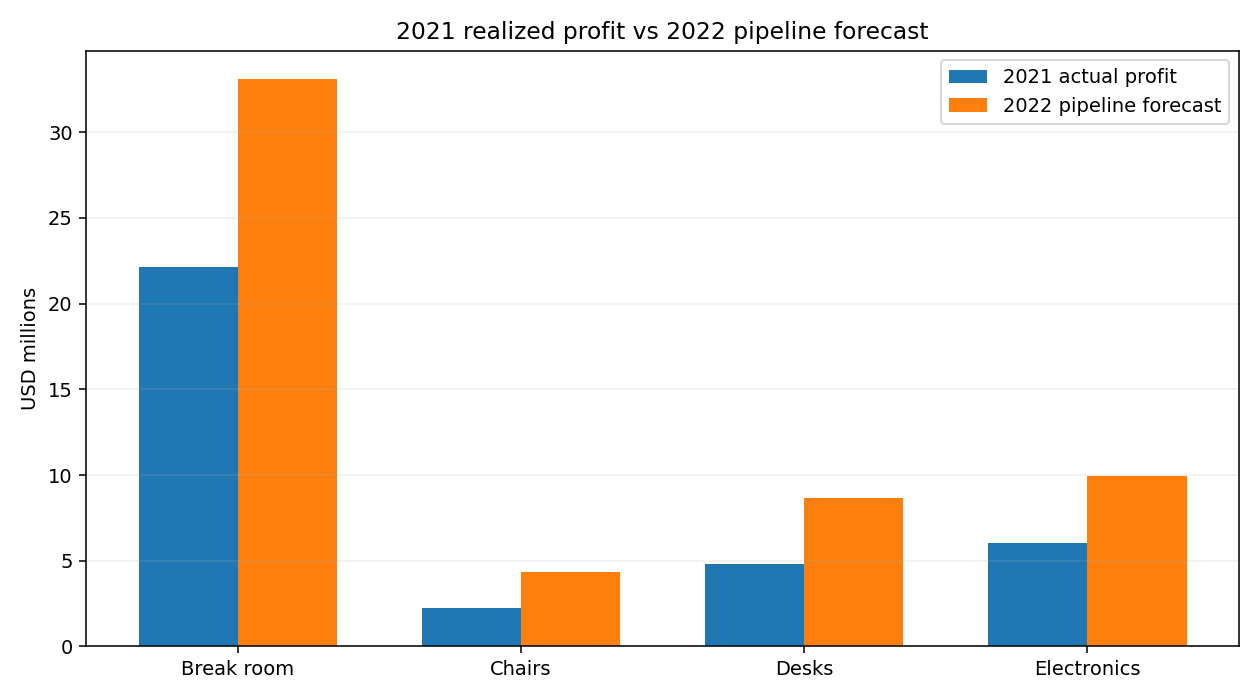 2021 realized profit vs 2022 pipeline forecast
2021 actual profit
2022 pipeline forecast
USD millions
30
25
20
15
10
5
0
Break room Chairs Desks Electronics